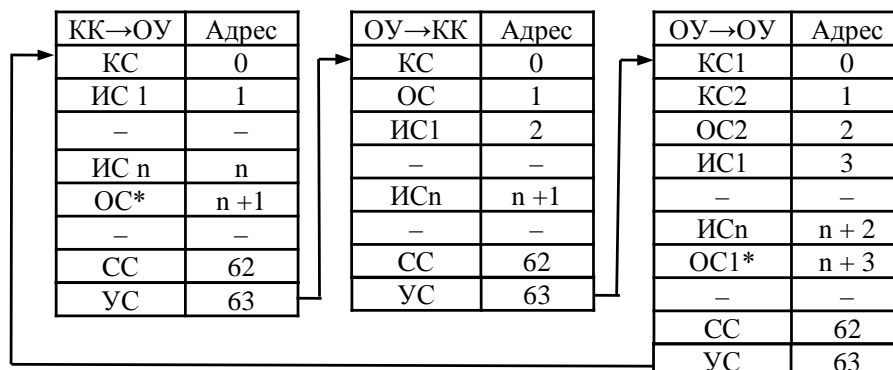 КК→ОУ Адрес
КС 0
ИС 1 1
– –
ИС n n
ОС* n +1
– –
СС 62
УС 63
ОУ→КК Адрес
КС 0
ОС 1
ИС1 2
– –
ИСn n +1
– –
СС 62
УС 63
ОУ→ОУ Адрес
КС1 0
КС2 1
ОС2 2
ИС1 3
– –
ИСn n + 2
ОС1* n + 3
– –
СС 62
УС 63